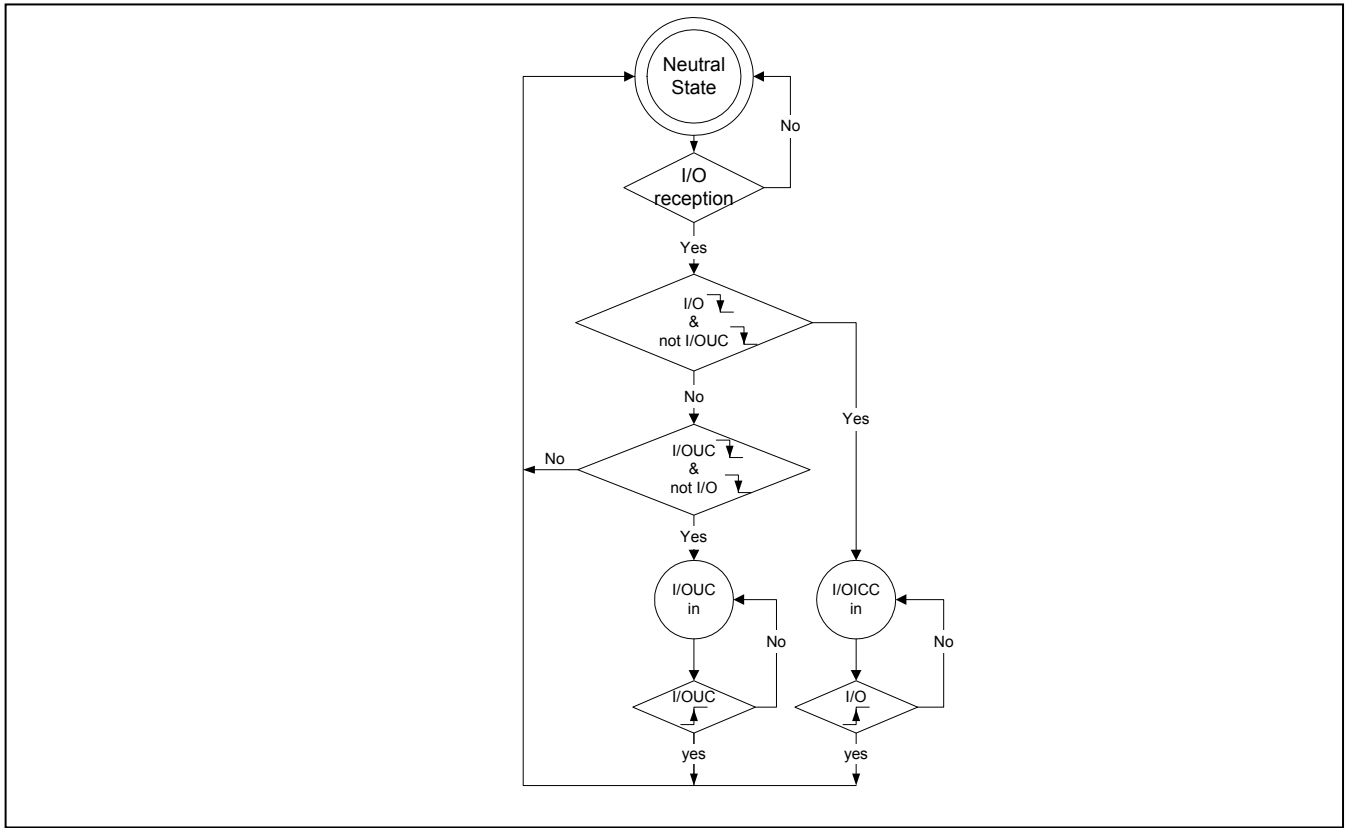 Neutral
State
No
I/O
reception
Yes
I/O
&
not I/OUC
No
Yes
I/OUC
&
not I/O
No
Yes
I/OUC
in
I/OICC
in
No
No
I/OUC
I/O
yes
yes